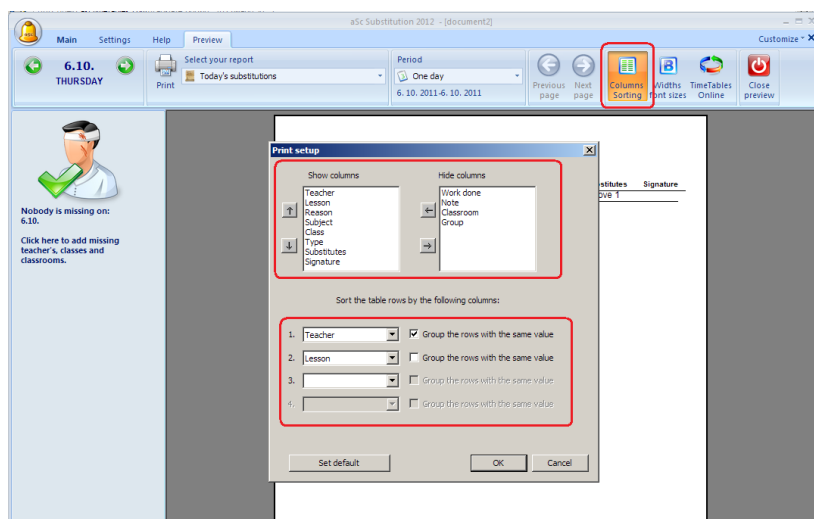 aSc Substitution 2012 - [document2]
Main Settings Help Preview Customize
6.10.
THURSDAY
Print
Select your report
Today's substitutions
Period
One day
6. 10. 2011-6. 10. 2011
Previous page
Next page
Columns Sorting
Widths font sizes
TimeTables Online
Close preview
Nobody is missing on:
6.10.
Click here to add missing
teacher's, classes and
classrooms.
stitutes Signature
ove 1
Print setup
Show columns
Teacher
Lesson
Reason
Subject
Class
Type
Substitutes
Signature
Hide columns
Work done
Note
Classroom
Group
Sort the table rows by the following columns:
1. Teacher Group the rows with the same value
2. Lesson Group the rows with the same value
3. Group the rows with the same value
4. Group the rows with the same value
Set default OK Cancel